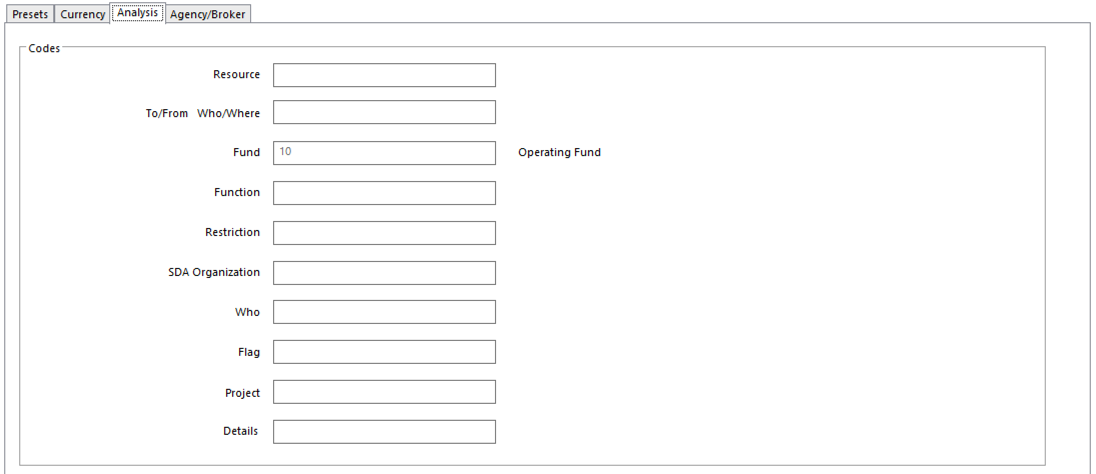 Presets Currency Analysis Agency/Broker
Codes
Resource
To/From Who/Where
Fund 10 Operating Fund
Function
Restriction
SDA Organization
Who
Flag
Project
Details